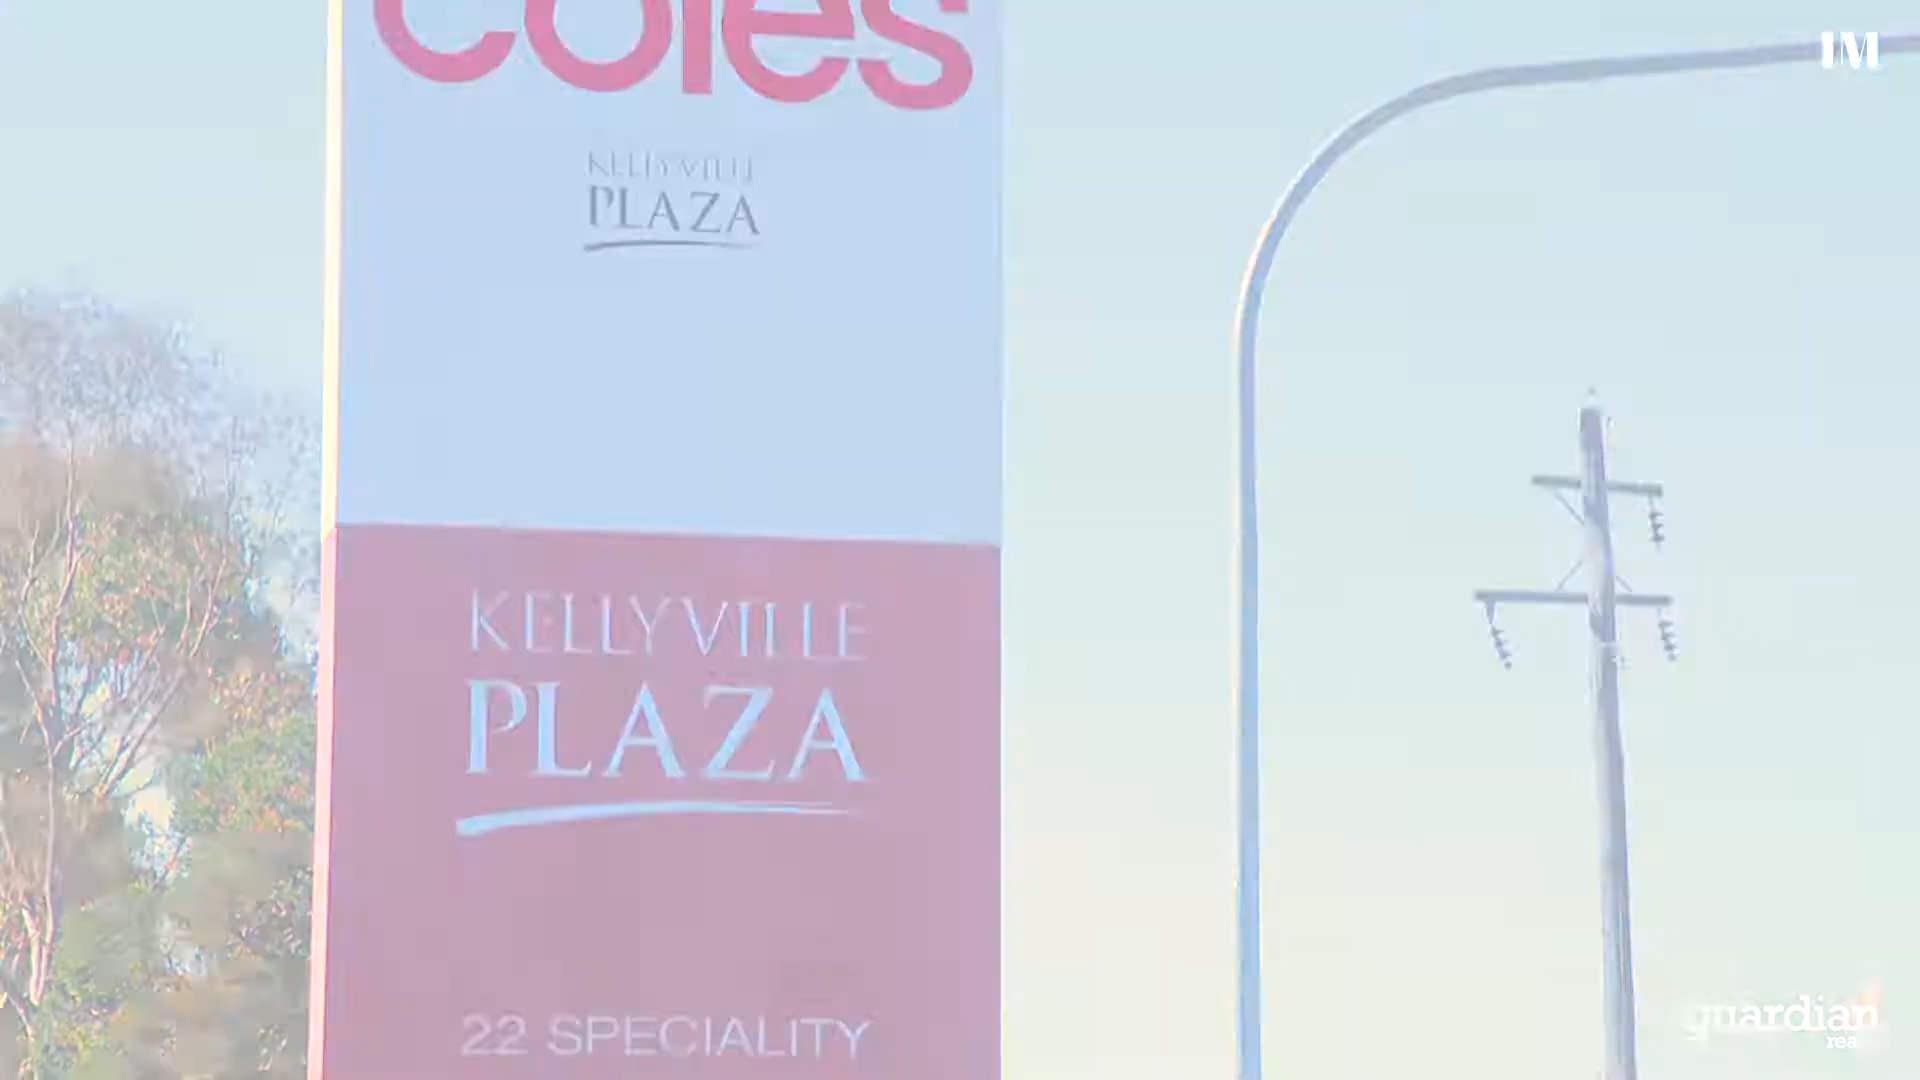 coles
KELLYVILLE
PLAZA
KELLYVILLE
PLAZA
22 SPECIALITY
IM
guardian
rea